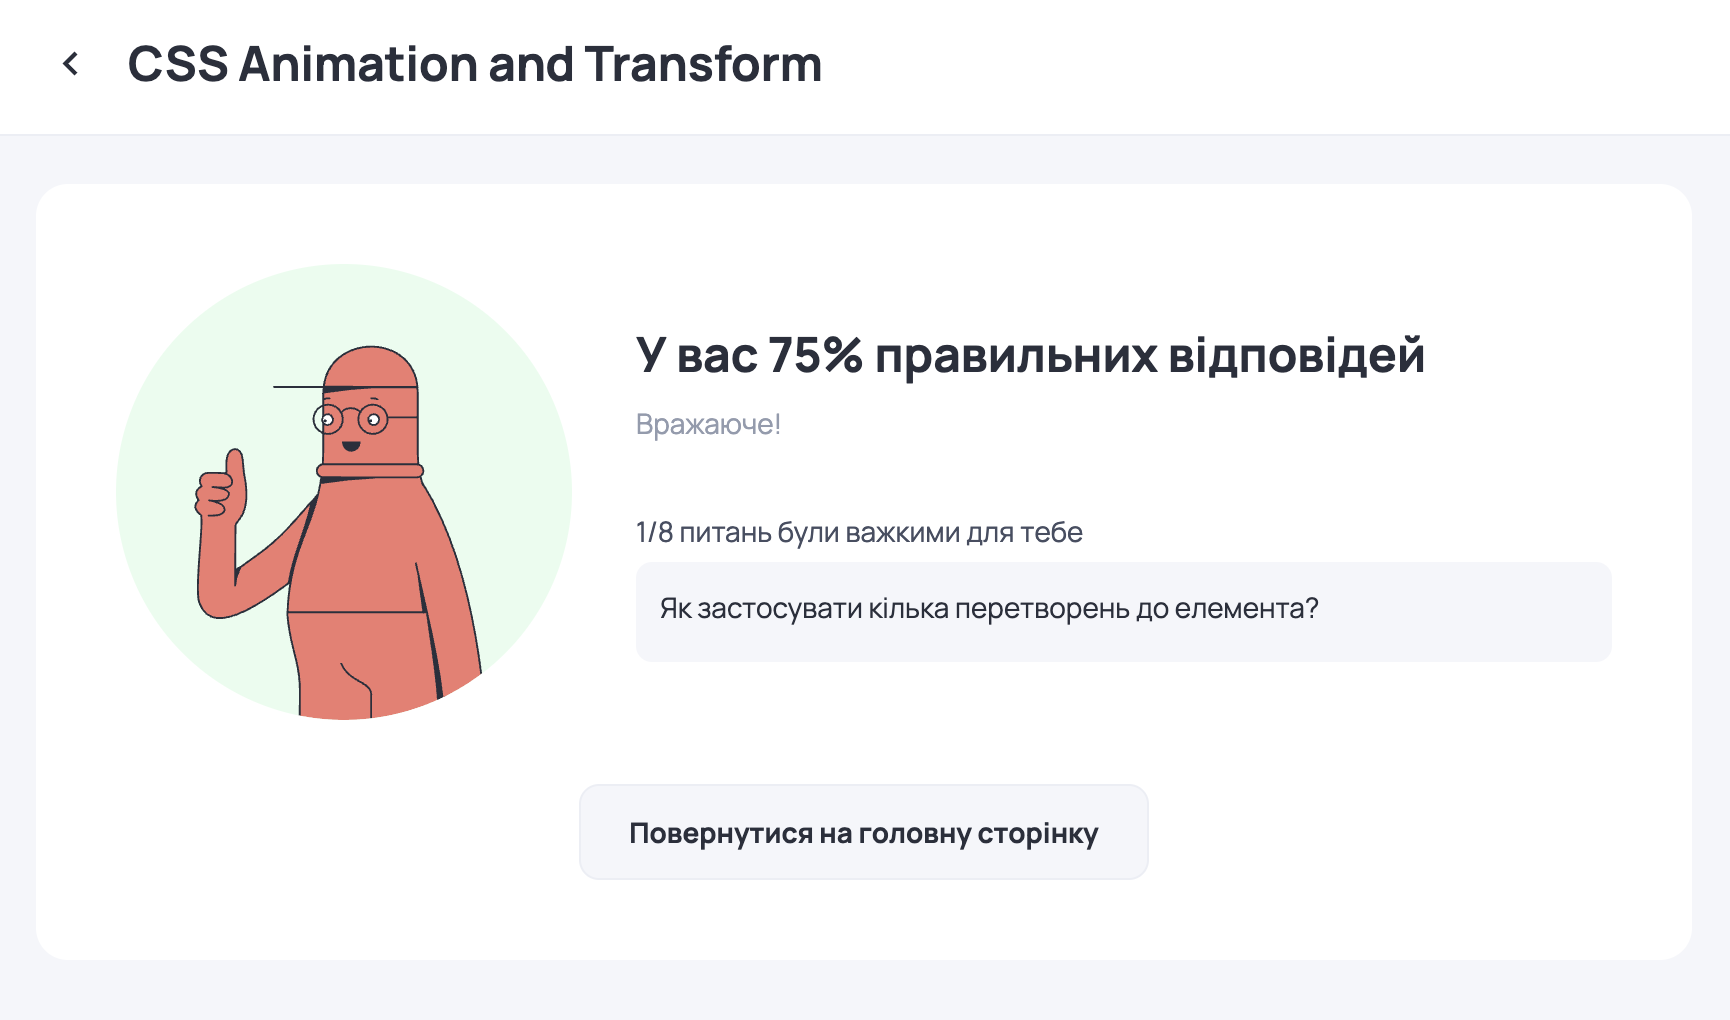 CSS Animation and Transform
У вас 75% правильних відповідей
Вражаюче!
1/8 питань були важкими для тебе
Як застосувати кілька перетворень до елемента?
Повернутися на головну сторінку